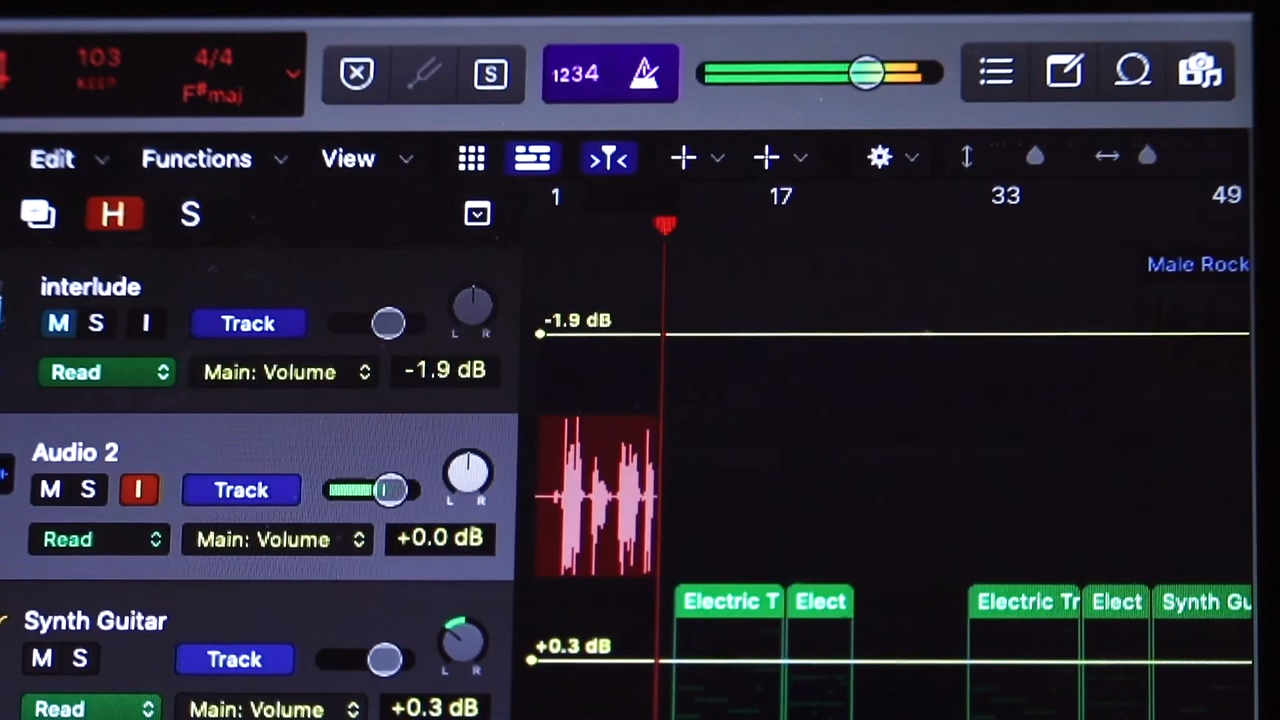 4 103 4/4
KEEP F#maj
S 1234
Edit Functions View
1 17 33 49
H S
Male Rock
interlude
M S I Track
L R
-1.9 dB
Read Main: Volume -1.9 dB
Audio 2
M S I Track
L R
Read Main: Volume +0.0 dB
Electric T Elect Electric Tr Elect Synth Gu
Synth Guitar
+0.3 dB
M S Track
L R
Read Main: Volume +0.3 dB